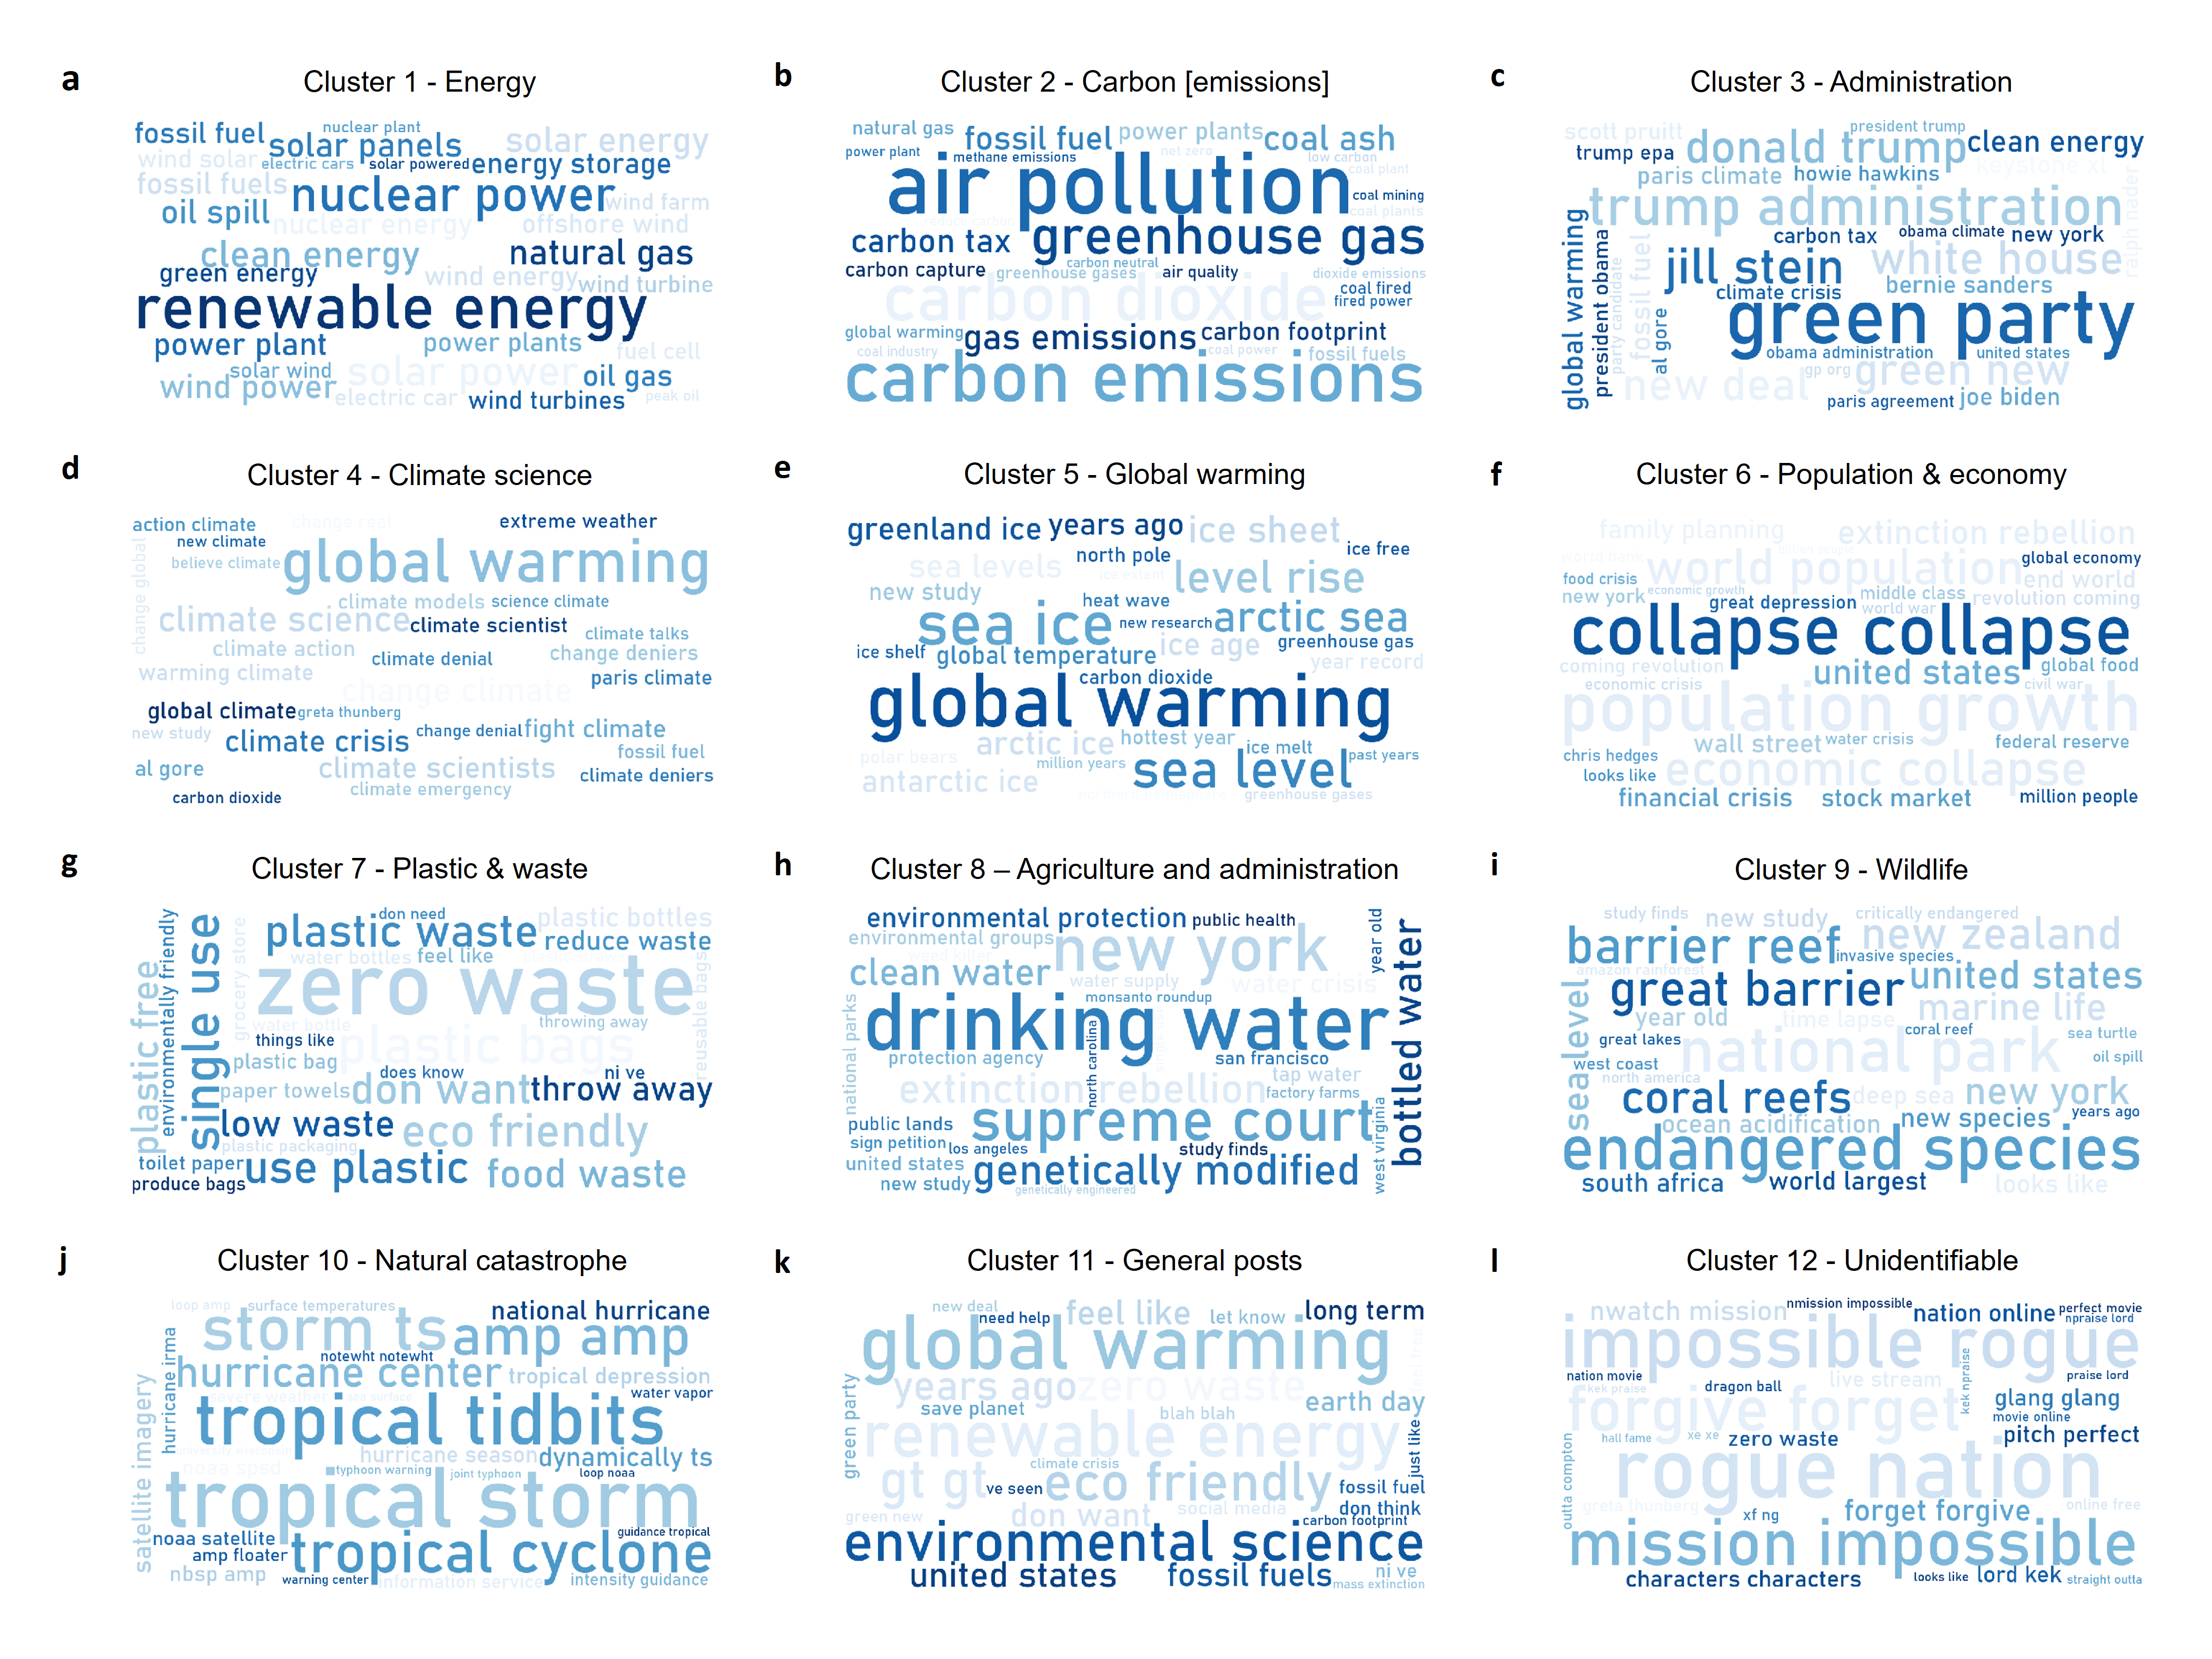 a
Cluster 1 - Energy
fossil fuel
nuclear plant
solar panels
solar energy
wind solar
electric cars
solar powered
energy storage
fossil fuels
nuclear power
wind farm
oil spill
nuclear energy
offshore wind
clean energy
natural gas
green energy
wind energy
wind turbine
renewable energy
power plant
power plants
fuel cell
solar wind
solar power
oil gas
wind power
electric car
wind turbines
peak oil
b
Cluster 2 - Carbon [emissions]
natural gas
fossil fuel
power plants
coal ash
power plant
methane emissions
net zero
low carbon
coal plant
air pollution
coal mining
coal plants
reduce carbon
carbon tax
greenhouse gas
carbon capture
carbon neutral
greenhouse gases
air quality
dioxide emissions
carbon dioxide
coal fired
fired power
global warming
gas emissions
carbon footprint
coal industry
coal power
fossil fuels
carbon emissions
c
Cluster 3 - Administration
scott pruitt
president trump
donald trump
clean energy
trump epa
keystone xl
paris climate
howie hawkins
ralph nader
trump administration
global warming
president obama
carbon tax
obama climate
new york
party candidate
fossil fuel
jill stein
white house
climate crisis
bernie sanders
al gore
green party
obama administration
united states
gp org
green new
new deal
paris agreement
joe biden
d
Cluster 4 - Climate science
action climate
change real
extreme weather
new climate
believe climate
global warming
change global
climate models
science climate
climate science
climate scientist
climate talks
climate action
climate denial
change deniers
warming climate
paris climate
change climate
global climate
greta thunberg
new study
climate crisis
change denial
fight climate
fossil fuel
al gore
climate scientists
climate deniers
climate emergency
carbon dioxide
e
Cluster 5 - Global warming
greenland ice
years ago
ice sheet
north pole
ice free
sea levels
ice extent
level rise
new study
heat wave
sea ice
new research
arctic sea
ice shelf
global temperature
ice age
greenhouse gas
year record
carbon dioxide
global warming
arctic ice
hottest year
ice melt
past years
polar bears
million years
sea level
antarctic ice
northern hemisphere
greenhouse gases
f
Cluster 6 - Population & economy
family planning
extinction rebellion
world bank
world population
billion people
global economy
food crisis
economic growth
end world
new york
great depression
middle class
world war
revolution coming
collapse collapse
coming revolution
united states
global food
economic crisis
civil war
population growth
wall street
water crisis
federal reserve
chris hedges
looks like
economic collapse
financial crisis
stock market
million people
g
Cluster 7 - Plastic & waste
environmentally friendly
single use
grocery store
plastic waste
don need
plastic bottles
reduce waste
water bottles
feel like
zero waste
plastic free
water bottle
throwing away
reusable bags
things like
plastic bags
plastic bag
does know
ni ve
paper towels
don want
throw away
low waste
eco friendly
plastic packaging
toilet paper
produce bags
use plastic
food waste
h
Cluster 8 – Agriculture and administration
environmental protection
public health
year old
bottled water
environmental groups
weed killer
new york
clean water
water supply
water crisis
monsanto roundup
drinking water
national parks
protection agency
north carolina
san francisco
extinction rebellion
tap water
factory farms
public lands
sign petition
los angeles
supreme court
west virginia
united states
study finds
new study
genetically modified
genetically engineered
i
Cluster 9 - Wildlife
study finds
new study
critically endangered
barrier reef
invasive species
new zealand
amazon rainforest
great barrier
united states
sea level
year old
time lapse
marine life
great lakes
coral reef
sea turtle
national park
west coast
oil spill
north america
coral reefs
deep sea
new york
ocean acidification
new species
years ago
endangered species
south africa
world largest
looks like
j
Cluster 10 - Natural catastrophe
loop amp
surface temperatures
national hurricane
storm ts
amp amp
hurricane irma
notewht notewht
hurricane center
tropical depression
severe weather
sea surface
water vapor
satellite imagery
tropical tidbits
university wisconsin
hurricane season
dynamically ts
noaa spsd
typhoon warning
joint typhoon
loop noaa
tropical storm
noaa satellite
guidance tropical
amp floater
tropical cyclone
nbsp amp
warning center
information service
intensity guidance
k
Cluster 11 - General posts
new deal
need help
feel like
let know
long term
global warming
years ago
zero waste
green party
save planet
blah blah
earth day
renewable energy
just like
climate crisis
gt gt
ve seen
eco friendly
fossil fuel
green new
don want
social media
don think
carbon footprint
environmental science
united states
fossil fuels
ni ve
mass extinction
l
Cluster 12 - Unidentifiable
nwatch mission
nmission impossible
nation online
perfect movie
npraise lord
impossible rogue
nation movie
kek praise
dragon ball
live stream
kek npraise
praise lord
forgive forget
glang glang
movie online
hall fame
xe xe
zero waste
pitch perfect
outta compton
rogue nation
greta thunberg
xf ng
forget forgive
online free
mission impossible
characters characters
looks like
lord kek
straight outta